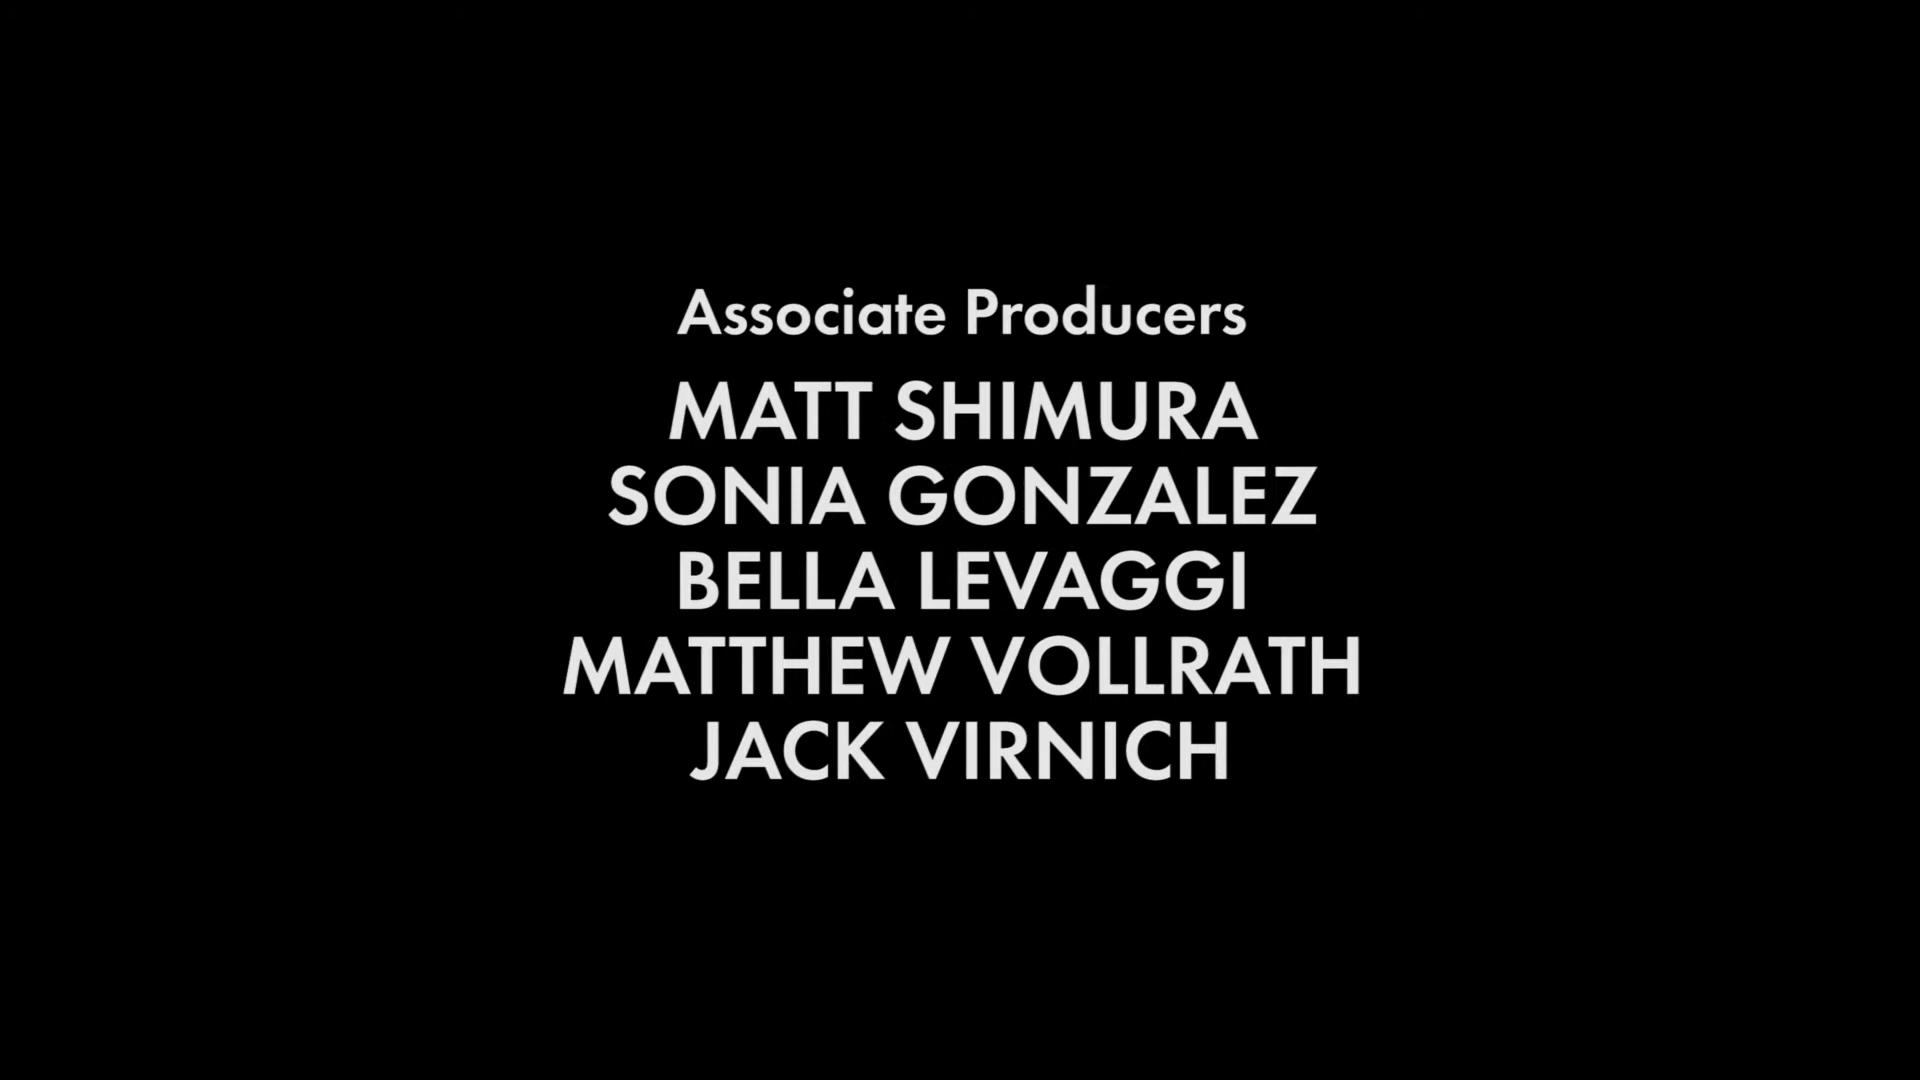 Associate Producers
MATT SHIMURA
SONIA GONZALEZ
BELLA LEVAGGI
MATTHEW VOLLRATH
JACK VIRNICH